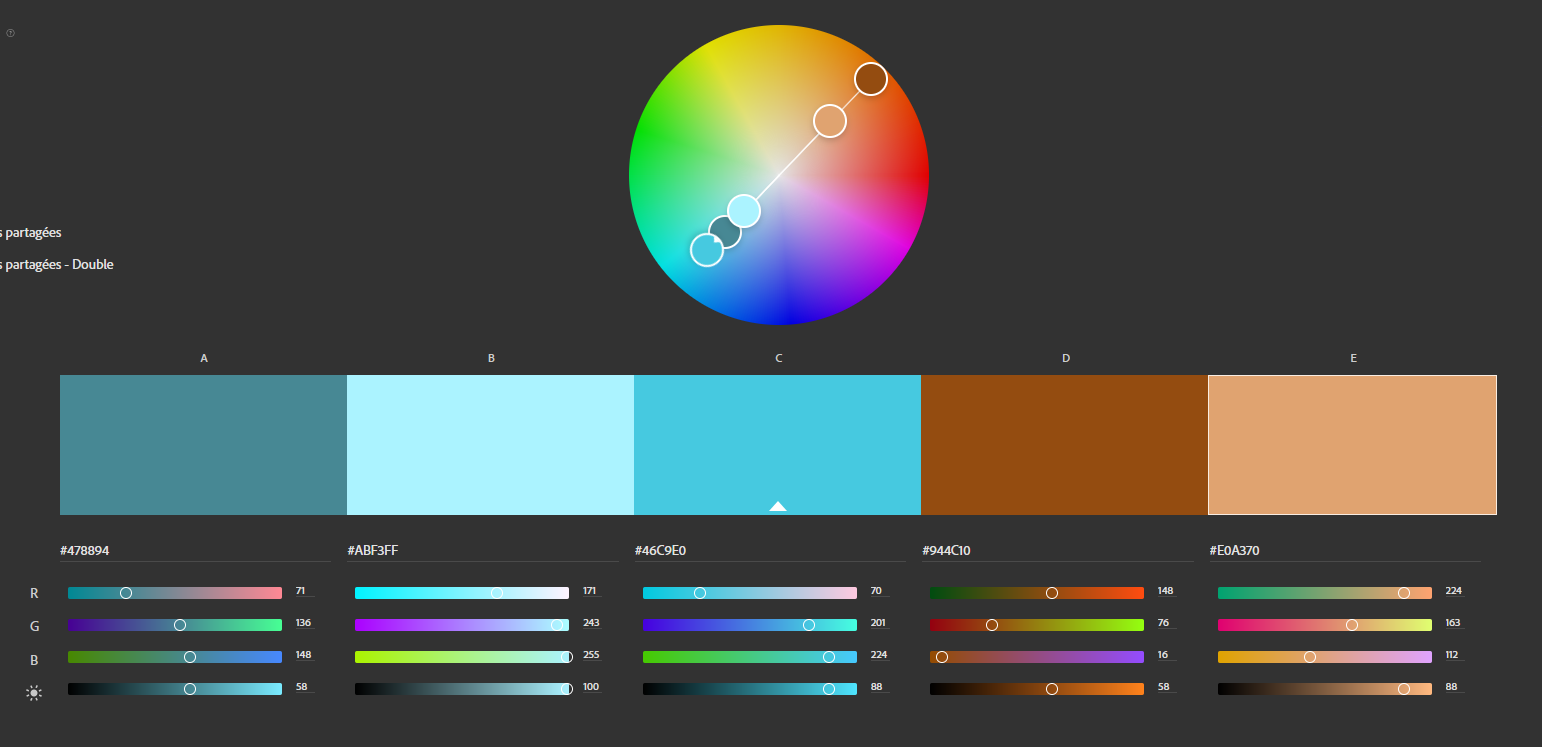 s partagées
s partagées - Double
A B C D E
#478894 #ABF3FF #46C9E0 #944C10 #E0A370
R 71 171 70 148 224
G 136 243 201 76 163
B 148 255 224 16 112
58 100 88 58 88